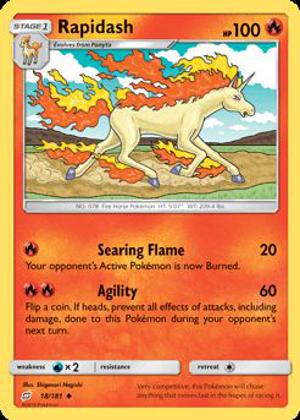 STAGE 1
Rapidash
HP 100
Evolves from Ponyta
NO. 078 Fire Horse Pokémon HT: 5'07" WT: 209.4 lbs.
Searing Flame 20
Your opponent's Active Pokémon is now Burned.
Agility 60
Flip a coin. If heads, prevent all effects of attacks, including
damage, done to this Pokémon during your opponent's
next turn.
weakness ×2 resistance retreat
Illus. Shigenori Negishi
18/181
Very competitive, this Pokémon will chase
anything that moves fast in the hopes of racing it.